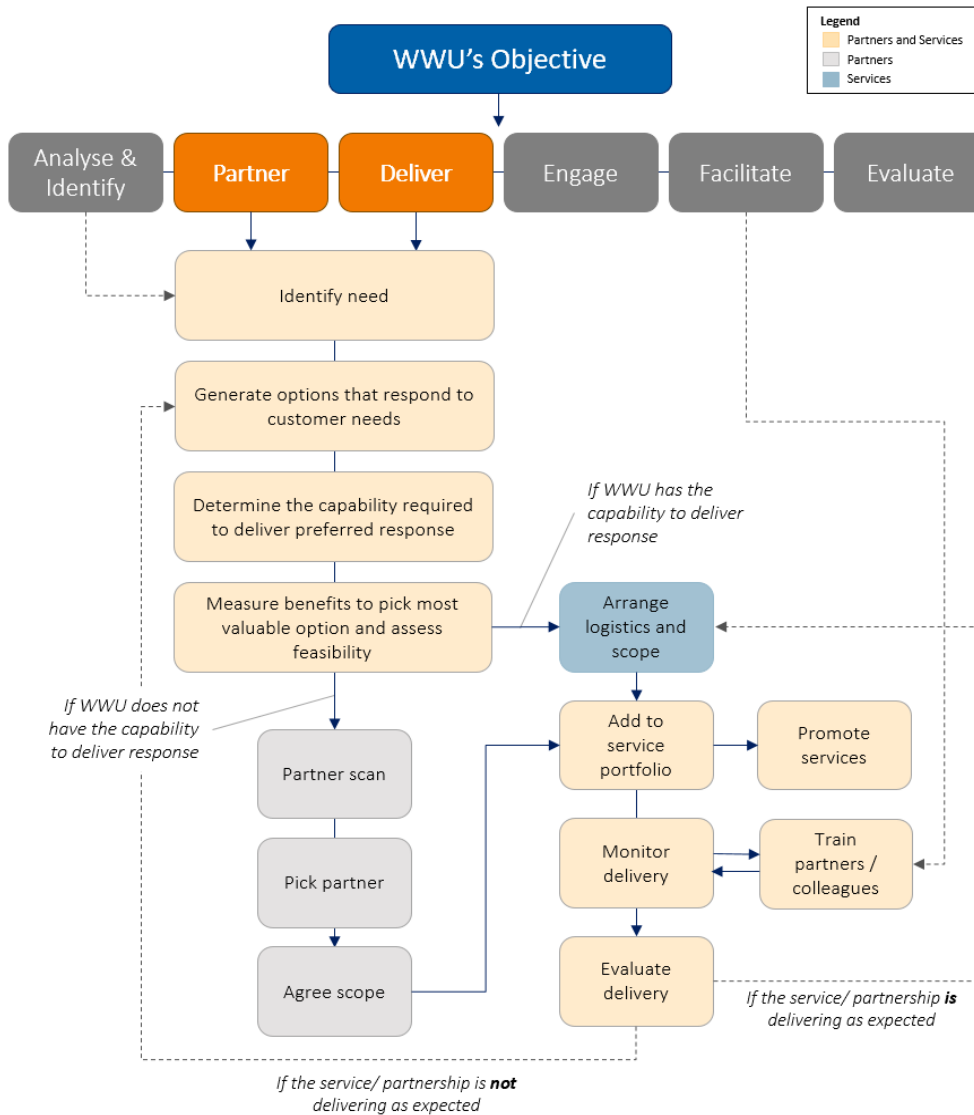 Legend
Partners and Services
Partners
Services
WWU's Objective
Analyse &
Identify
Partner
Deliver
Engage
Facilitate
Evaluate
Identify need
Generate options that respond to
customer needs
Determine the capability required
to deliver preferred response
If WWU has the
capability to deliver
response
Measure benefits to pick most
valuable option and assess
feasibility
Arrange
logistics and
scope
If WWU does not
have the capability
to deliver response
Add to
service
portfolio
Promote
services
Partner scan
Monitor
delivery
Train
partners /
colleagues
Pick partner
Agree scope
Evaluate
delivery
If the service/ partnership is
delivering as expected
If the service/ partnership is not
delivering as expected